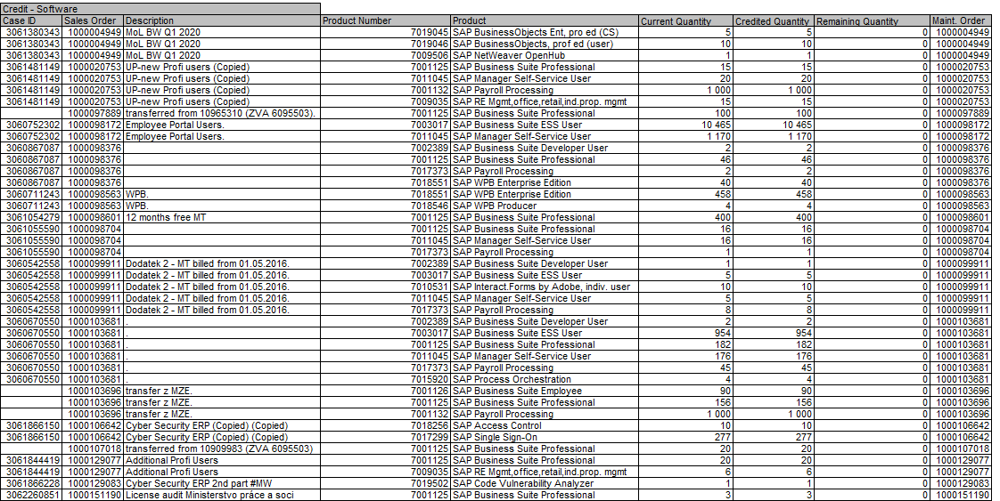 Credit - Software
Case ID Sales Order Description Product Number Product Current Quantity Credited Quantity Remaining Quantity Maint. Order
3061380343 1000004949 MoL BW Q1 2020 7019045 SAP BusinessObjects Ent, pro ed (CS) 5 5 0 1000004949
3061380343 1000004949 MoL BW Q1 2020 7019046 SAP BusinessObjects, prof ed (user) 10 10 0 1000004949
3061380343 1000004949 MoL BW Q1 2020 7009506 SAP NetWeaver OpenHub 1 1 0 1000004949
3061481149 1000020753 UP-new Profi users (Copied) 7001125 SAP Business Suite Professional 15 15 0 1000020753
3061481149 1000020753 UP-new Profi users (Copied) 7011045 SAP Manager Self-Service User 20 20 0 1000020753
3061481149 1000020753 UP-new Profi users (Copied) 7001132 SAP Payroll Processing 1 000 1 000 0 1000020753
3061481149 1000020753 UP-new Profi users (Copied) 7009035 SAP RE Mgmt,office,retail,ind.prop. mgmt 15 15 0 1000020753
1000097889 transferred from 10965310 (ZVA 6095503). 7001125 SAP Business Suite Professional 100 100 0 1000097889
3060752302 1000098172 Employee Portal Users. 7003017 SAP Business Suite ESS User 10 465 10 465 0 1000098172
3060752302 1000098172 Employee Portal Users. 7011045 SAP Manager Self-Service User 1 170 1 170 0 1000098172
3060867087 1000098376 7002389 SAP Business Suite Developer User 2 2 0 1000098376
3060867087 1000098376 7001125 SAP Business Suite Professional 46 46 0 1000098376
3060867087 1000098376 7017373 SAP Payroll Processing 2 2 0 1000098376
3060867087 1000098376 7018551 SAP WPB Enterprise Edition 40 40 0 1000098376
3060711243 1000098563 WPB. 7018551 SAP WPB Enterprise Edition 458 458 0 1000098563
3060711243 1000098563 WPB. 7018546 SAP WPB Producer 4 4 0 1000098563
3061054279 1000098601 12 months free MT 7001125 SAP Business Suite Professional 400 400 0 1000098601
3061055590 1000098704 7001125 SAP Business Suite Professional 16 16 0 1000098704
3061055590 1000098704 7011045 SAP Manager Self-Service User 16 16 0 1000098704
3061055590 1000098704 7017373 SAP Payroll Processing 1 1 0 1000098704
3060542558 1000099911 Dodatek 2 - MT billed from 01.05.2016. 7002389 SAP Business Suite Developer User 1 1 0 1000099911
3060542558 1000099911 Dodatek 2 - MT billed from 01.05.2016. 7003017 SAP Business Suite ESS User 5 5 0 1000099911
3060542558 1000099911 Dodatek 2 - MT billed from 01.05.2016. 7010531 SAP Interact.Forms by Adobe, indiv. user 10 10 0 1000099911
3060542558 1000099911 Dodatek 2 - MT billed from 01.05.2016. 7011045 SAP Manager Self-Service User 5 5 0 1000099911
3060542558 1000099911 Dodatek 2 - MT billed from 01.05.2016. 7017373 SAP Payroll Processing 8 8 0 1000099911
3060670550 1000103681 . 7002389 SAP Business Suite Developer User 2 2 0 1000103681
3060670550 1000103681 . 7003017 SAP Business Suite ESS User 954 954 0 1000103681
3060670550 1000103681 . 7001125 SAP Business Suite Professional 182 182 0 1000103681
3060670550 1000103681 . 7011045 SAP Manager Self-Service User 176 176 0 1000103681
3060670550 1000103681 . 7017373 SAP Payroll Processing 45 45 0 1000103681
3060670550 1000103681 . 7015920 SAP Process Orchestration 4 4 0 1000103681
1000103696 transfer z MZE. 7001126 SAP Business Suite Employee 90 90 0 1000103696
1000103696 transfer z MZE. 7001125 SAP Business Suite Professional 156 156 0 1000103696
1000103696 transfer z MZE. 7001132 SAP Payroll Processing 1 000 1 000 0 1000103696
3061866150 1000106642 Cyber Security ERP (Copied) (Copied) 7018256 SAP Access Control 10 10 0 1000106642
3061866150 1000106642 Cyber Security ERP (Copied) (Copied) 7017299 SAP Single Sign-On 277 277 0 1000106642
1000107018 transferred from 10909983 (ZVA 6095503) 7001125 SAP Business Suite Professional 20 20 0 1000107018
3061844419 1000129077 Additional Profi Users 7001125 SAP Business Suite Professional 20 20 0 1000129077
3061844419 1000129077 Additional Profi Users 7009035 SAP RE Mgmt,office,retail,ind.prop. mgmt 6 6 0 1000129077
3061866228 1000129083 Cyber Security ERP 2nd part #MW 7019502 SAP Code Vulnerability Analyzer 1 1 0 1000129083
3062260851 1000151190 License audit Ministerstvo práce a soci 7001125 SAP Business Suite Professional 3 3 0 1000151190